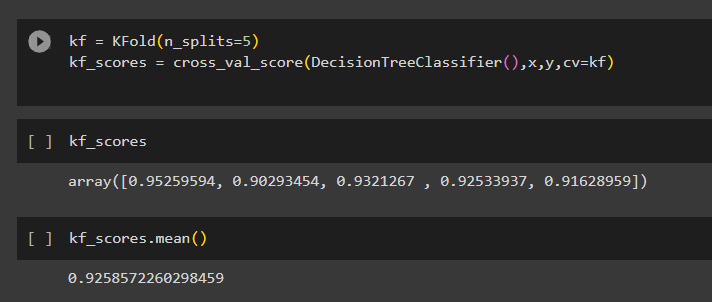 kf = KFold(n_splits=5)
kf_scores = cross_val_score(DecisionTreeClassifier(),x,y,cv=kf)
[ ] kf_scores
array([0.95259594, 0.90293454, 0.9321267 , 0.92533937, 0.91628959])
[ ] kf_scores.mean()
0.9258572260298459